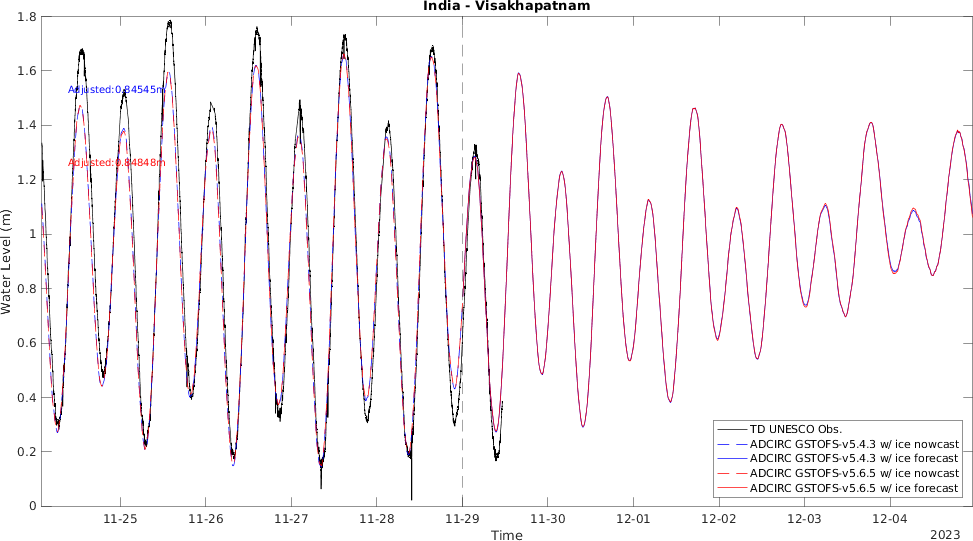 India - Visakhapatnam
1.8
1.6
1.4
1.2
1
0.8
0.6
0.4
0.2
0
Water Level (m)
Adjusted:0.84545m
Adjusted:0.84848m
TD UNESCO Obs.
ADCIRC GSTOFS-v5.4.3 w/ ice nowcast
ADCIRC GSTOFS-v5.4.3 w/ ice forecast
ADCIRC GSTOFS-v5.6.5 w/ ice nowcast
ADCIRC GSTOFS-v5.6.5 w/ ice forecast
11-25 11-26 11-27 11-28 11-29 11-30 12-01 12-02 12-03 12-04
Time
2023